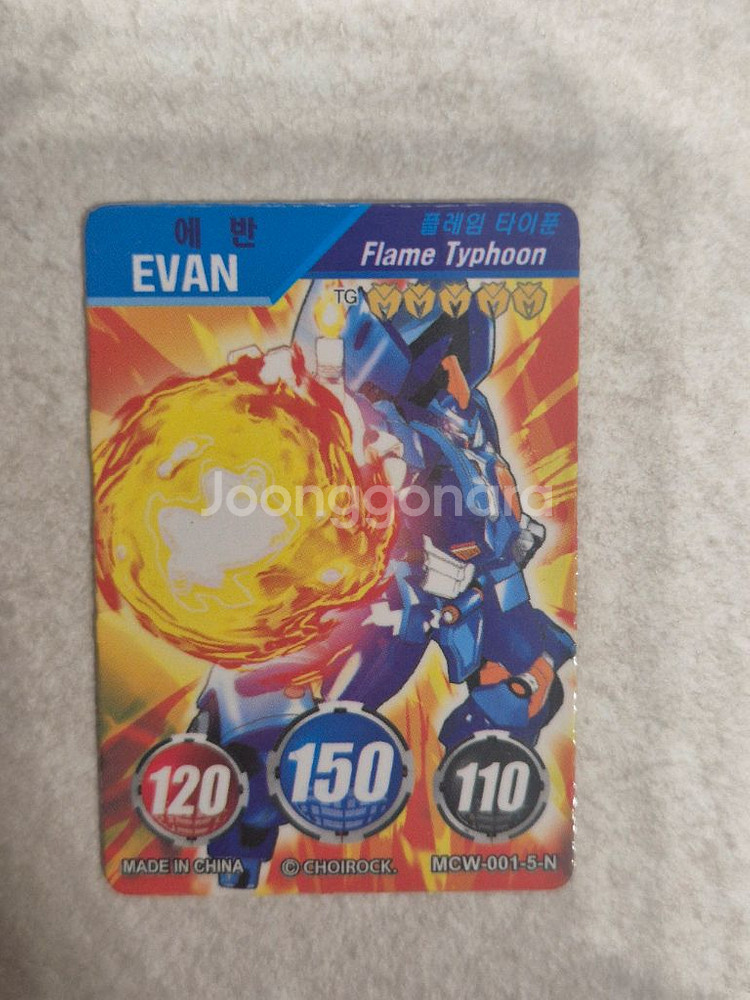 에 반
EVAN
플레임 타이푼
Flame Typhoon
TG
Joonggonara
120
150
110
MADE IN CHINA
© CHOIROCK.
MCW-001-5-N